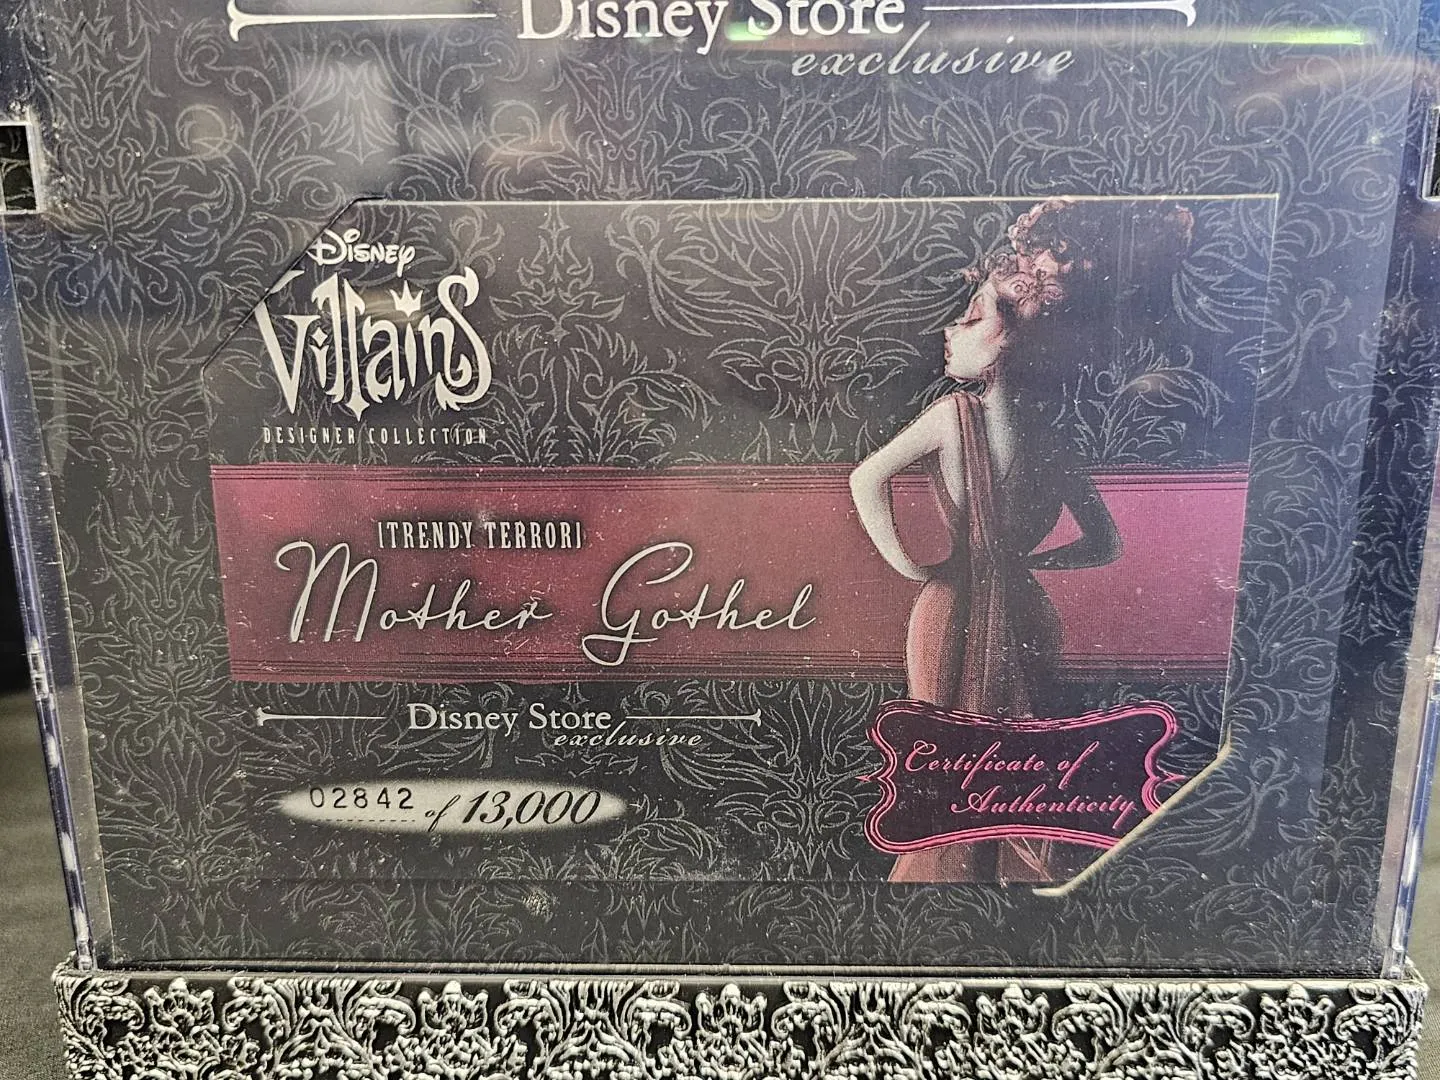 Disney Store
exclusive
Disney
Villains
DESIGNER COLLECTION
|TRENDY TERROR|
Mother Gothel
Disney Store
exclusive
02842 of 13,000
Certificate of
Authenticity